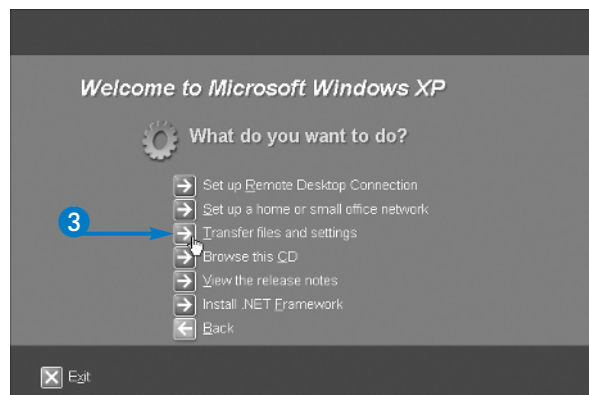 Welcome to Microsoft Windows XP
What do you want to do?
Set up Remote Desktop Connection
Set up a home or small office network
3
Transfer files and settings
Browse this CD
View the release notes
Install .NET Framework
Back
Exit